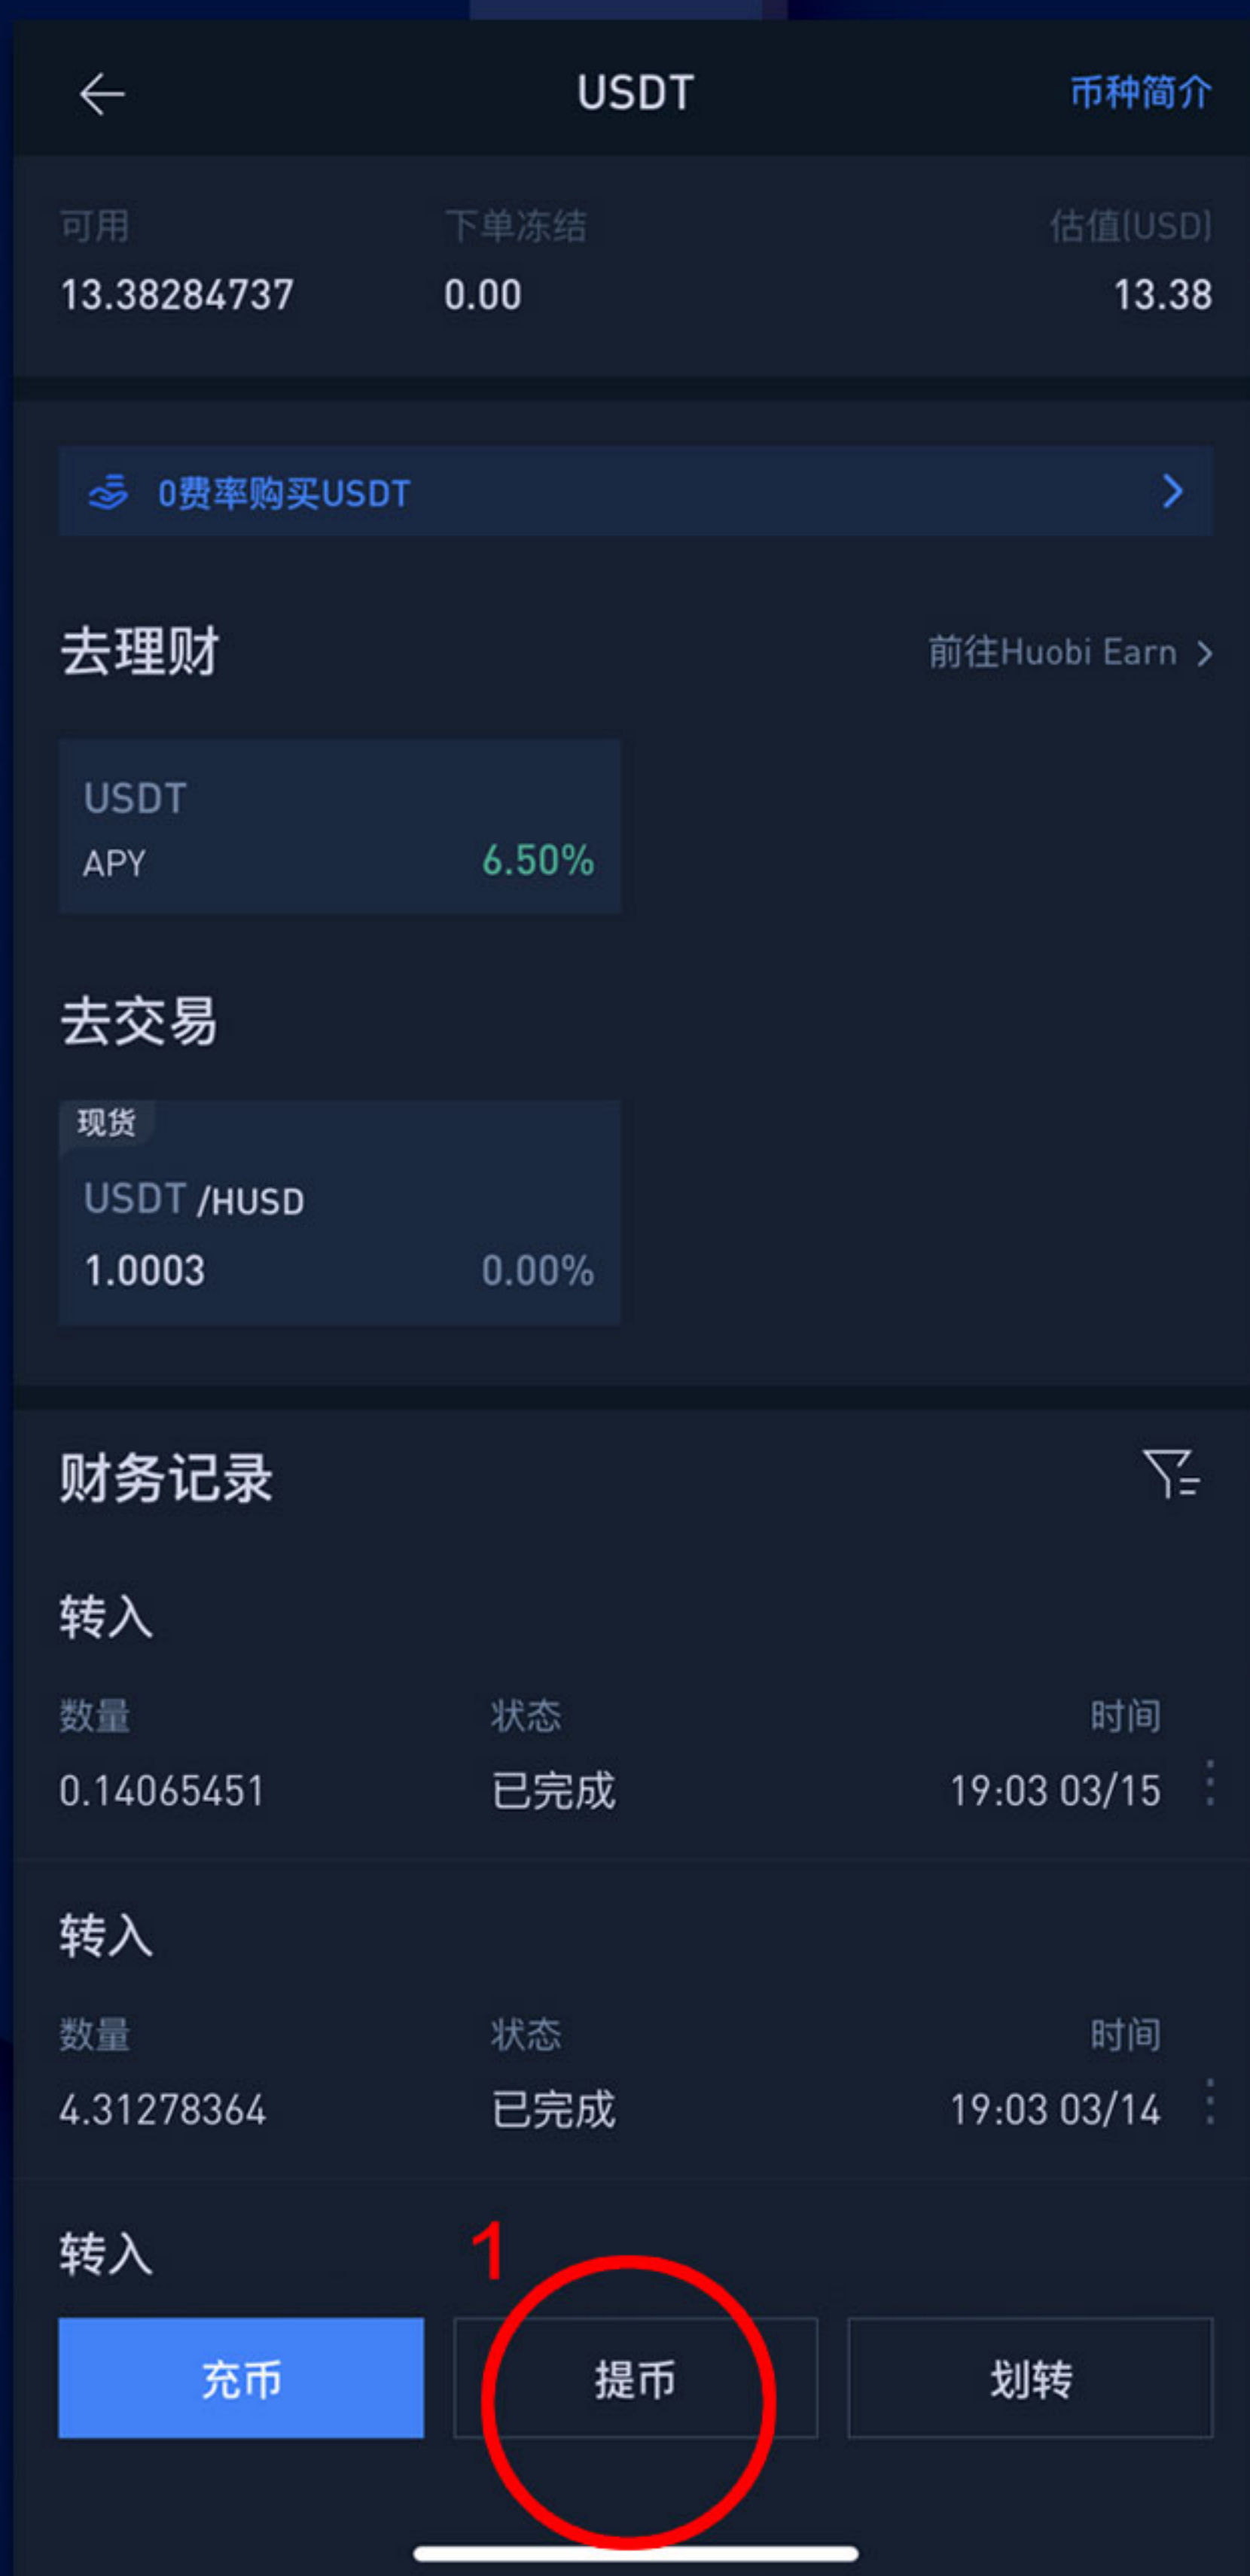 USDT 币种简介
可用 下单冻结 估值(USD)
13.38284737 0.00 13.38
0费率购买USDT
去理财 前往Huobi Earn
USDT
APY 6.50%
去交易
现货
USDT /HUSD
1.0003 0.00%
财务记录
转入
数量 状态 时间
0.14065451 已完成 19:03 03/15
转入
数量 状态 时间
4.31278364 已完成 19:03 03/14
转入
1
充币 提币 划转